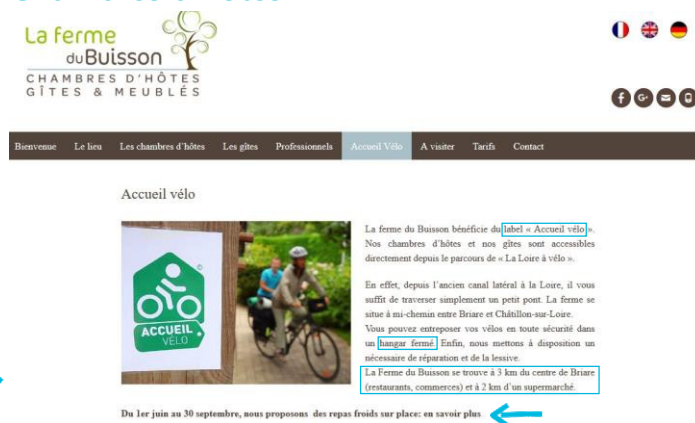 La ferme
du Buisson
CHAMBRES D'HÔTES
GÎTES & MEUBLÉS
Bienvenue Le lieu Les chambres d'hôtes Les gîtes Professionnels Accueil Vélo A visiter Tarifs Contact
Accueil vélo
ACCUEIL
VÉLO
La ferme du Buisson bénéficie du label « Accueil vélo ».
Nos chambres d'hôtes et nos gîtes sont accessibles
directement depuis le parcours de « La Loire à vélo ».
En effet, depuis l'ancien canal latéral à la Loire, il vous
suffit de traverser simplement un petit pont. La ferme se
situe à mi-chemin entre Briare et Châtillon-sur-Loire.
Vous pouvez entreposer vos vélos en toute sécurité dans
un hangar fermé. Enfin, nous mettons à disposition un
nécessaire de réparation et de la lessive.
La Ferme du Buisson se trouve à 3 km du centre de Briare
(restaurants, commerces) et à 2 km d'un supermarché.
Du 1er juin au 30 septembre, nous proposons des repas froids sur place: en savoir plus